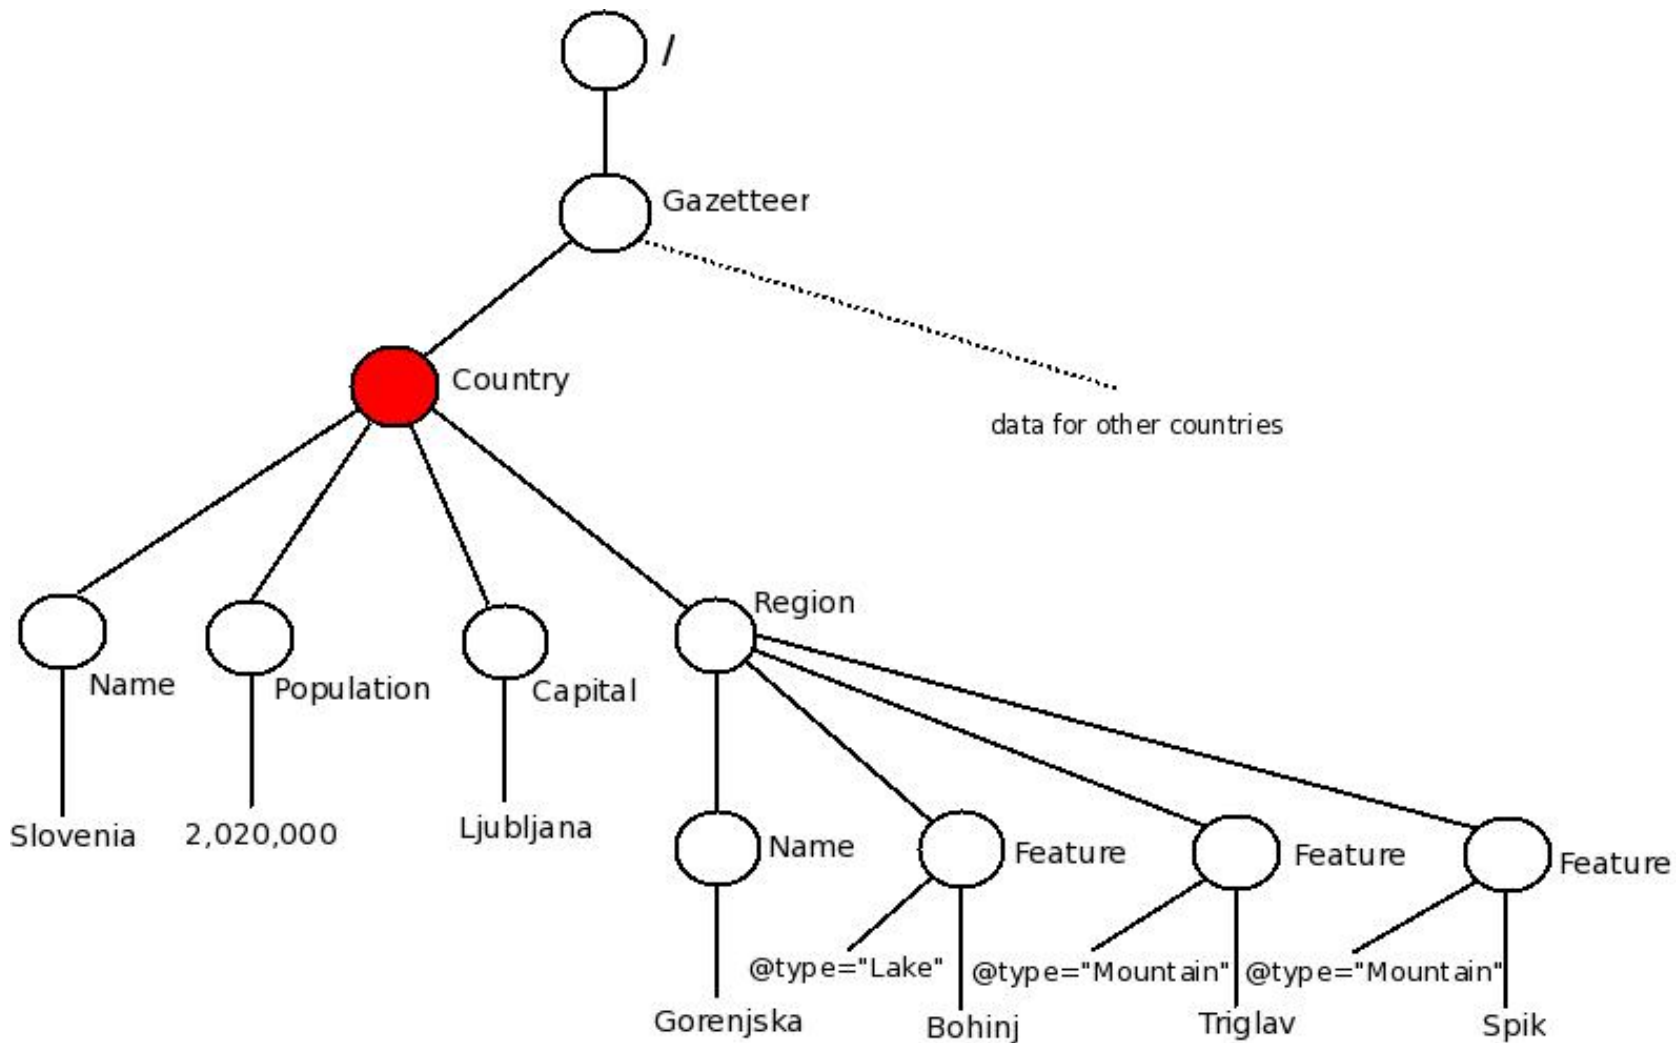 /
Gazetteer
Country
data for other countries
Region
Name
Population
Capital
Slovenia
2,020,000
Ljubljana
Name
Feature
Feature
Feature
@type="Lake"
@type="Mountain"
@type="Mountain"
Gorenjska
Bohinj
Triglav
Spik